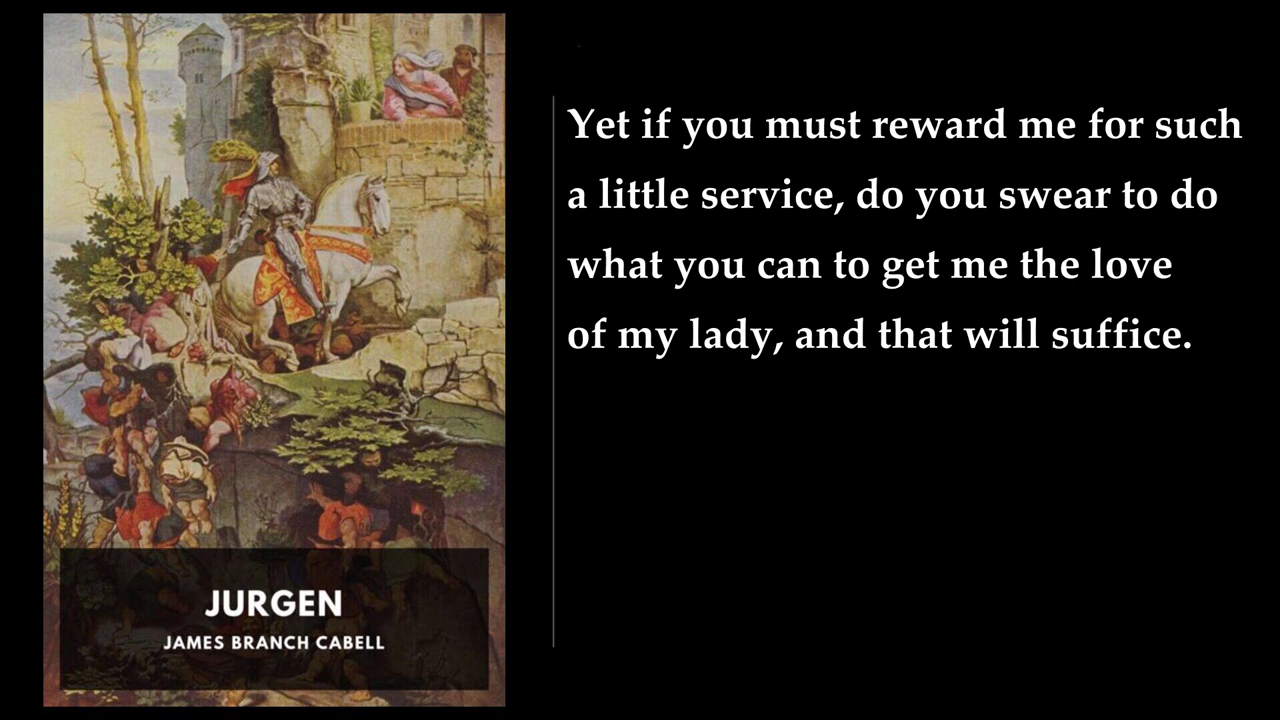 Yet if you must reward me for such
a little service, do you swear to do
what you can to get me the love
of my lady, and that will suffice.
JURGEN
JAMES BRANCH CABELL